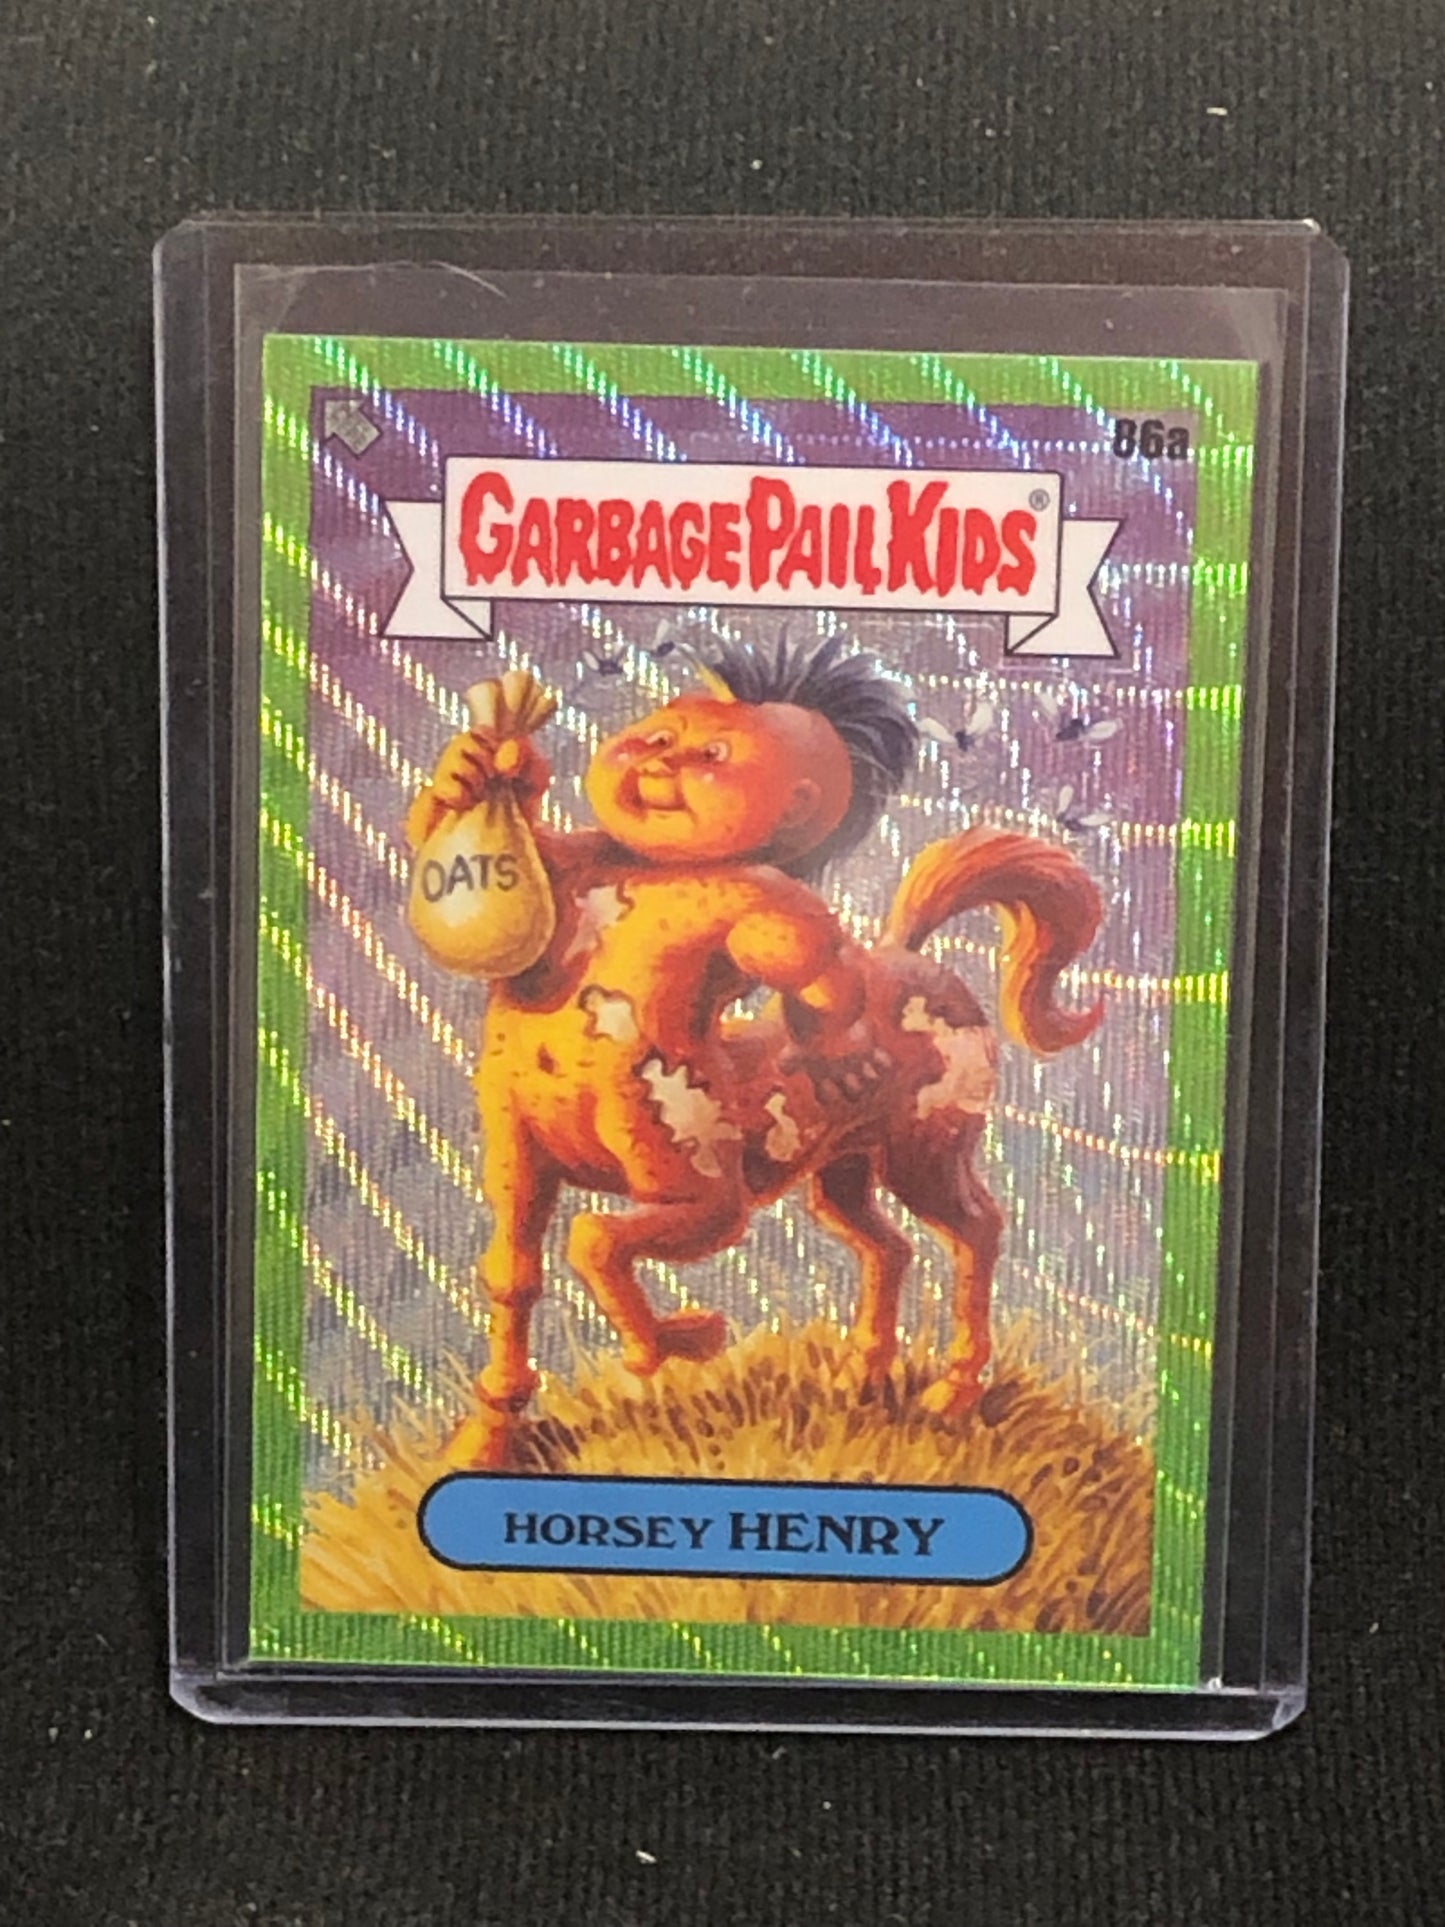 86a
GARBAGE PAIL KIDS®
OATS
HORSEY HENRY